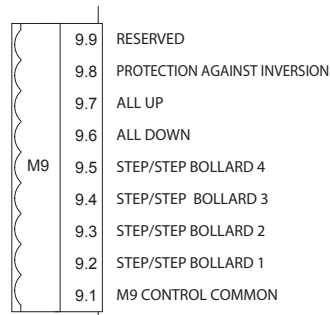 9.9 RESERVED
9.8 PROTECTION AGAINST INVERSION
9.7 ALL UP
9.6 ALL DOWN
M9 9.5 STEP/STEP BOLLARD 4
9.4 STEP/STEP BOLLARD 3
9.3 STEP/STEP BOLLARD 2
9.2 STEP/STEP BOLLARD 1
9.1 M9 CONTROL COMMON